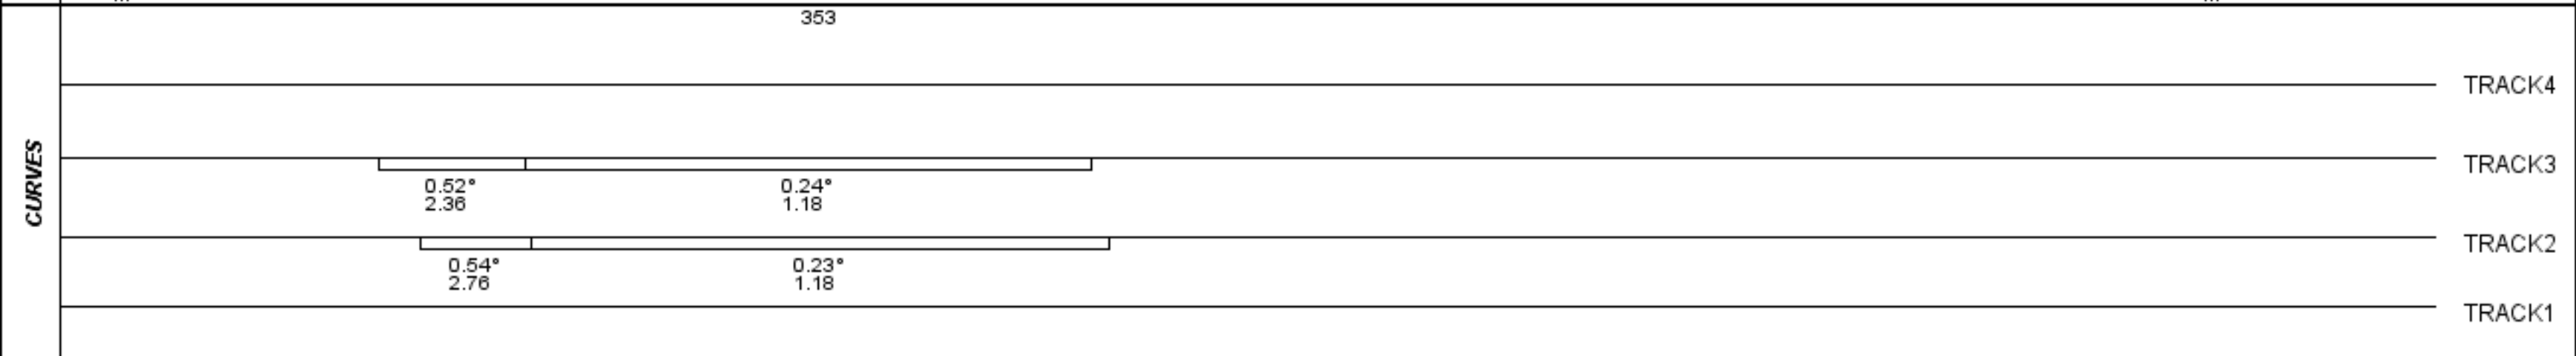 353
TRACK4
CURVES
TRACK3
0.52° 0.24°
2.36 1.18
TRACK2
0.54° 0.23°
2.76 1.18
TRACK1